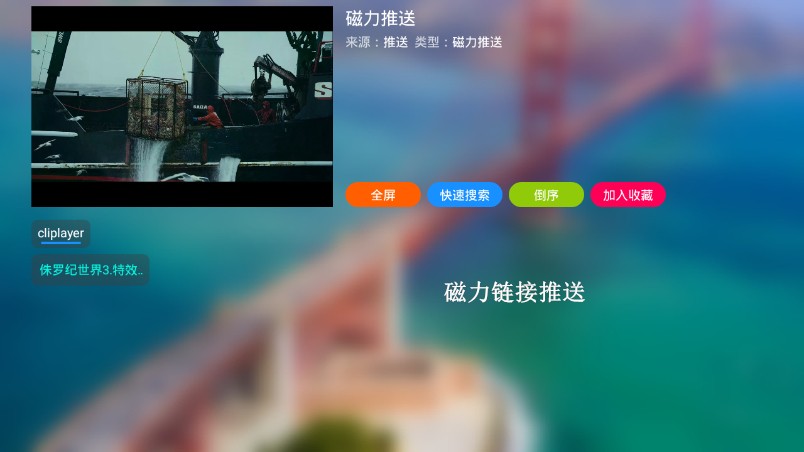 磁力推送
来源：推送 类型：磁力推送
全屏
快速搜索
倒序
加入收藏
cliplayer
侏罗纪世界3.特效..
磁力链接推送